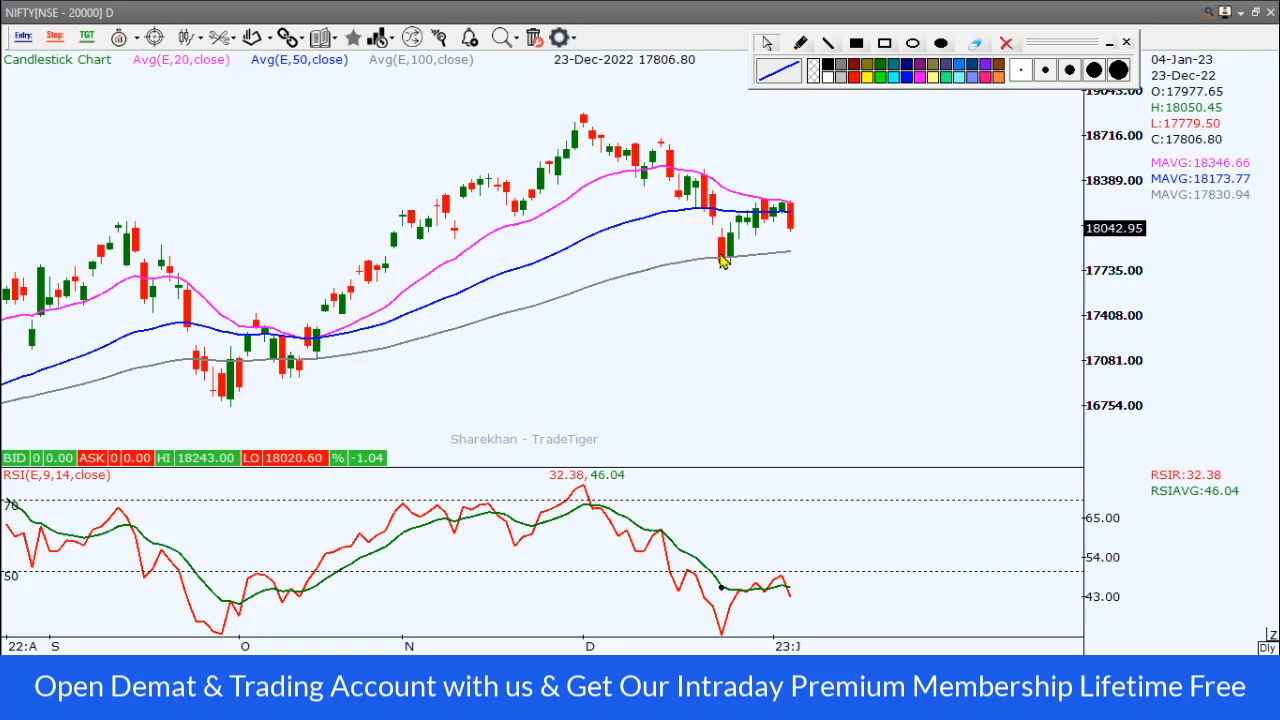 NIFTY[NSE - 20000] D
Entry: Stop: TGT
Candlestick Chart Avg(E,20,close) Avg(E,50,close) Avg(E,100,close) 23-Dec-2022 17806.80
04-Jan-23
23-Dec-22
O:17977.65
H:18050.45
L:17779.50
C:17806.80
MAVG:18346.66
MAVG:18173.77
MAVG:17830.94
19043.00
18716.00
18389.00
18042.95
17735.00
17408.00
17081.00
16754.00
Sharekhan - TradeTiger
BID 0 0.00 ASK 0 0.00 HI 18243.00 LO 18020.60 % -1.04
RSI(E,9,14,close) 32.38, 46.04
RSIR:32.38
RSIAVG:46.04
70
65.00
54.00
50
43.00
22:A S O N D 23:J
Z
Dly
Open Demat & Trading Account with us & Get Our Intraday Premium Membership Lifetime Free